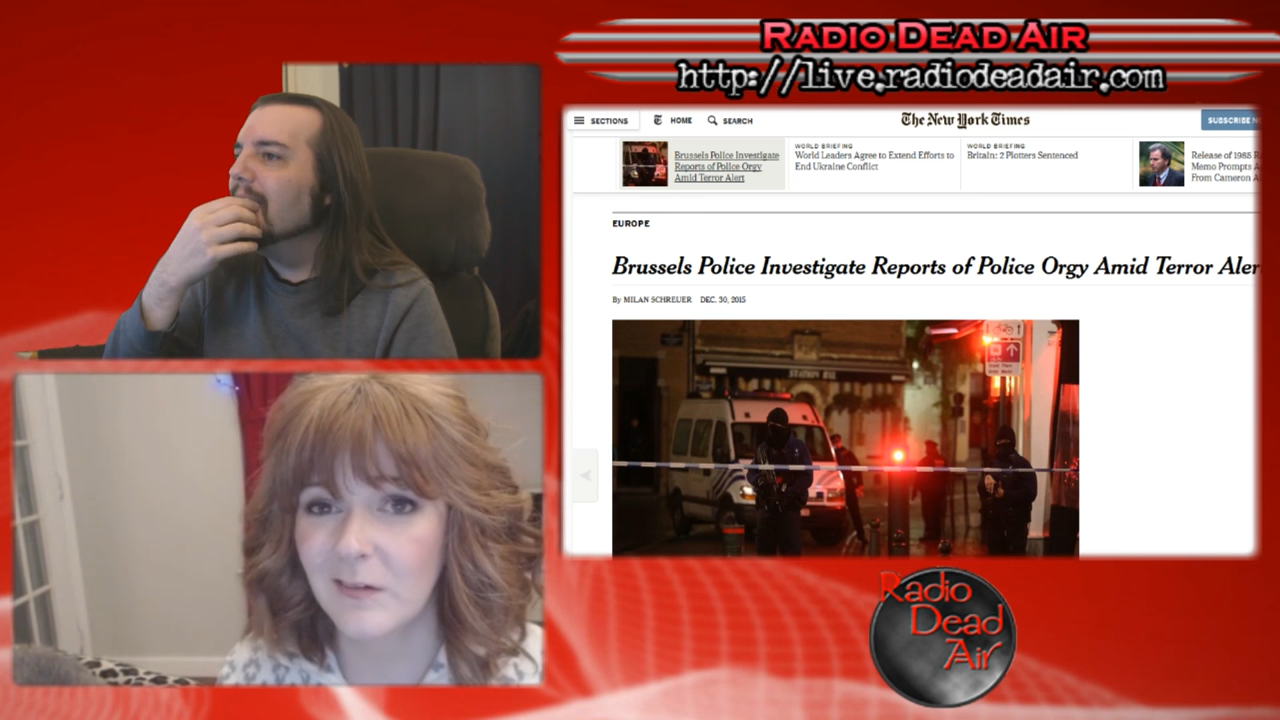 RADIO DEAD AIR
http://live.radiodeadair.com
SECTIONS
HOME
SEARCH
The New York Times
SUBSCRIBE
Brussels Police Investigate
Reports of Police Orgy
Amid Terror Alert
WORLD BRIEFING
World Leaders Agree to Extend Efforts to
End Ukraine Conflict
WORLD BRIEFING
Britain: 2 Plotters Sentenced
Release of 1985 R
Memo Prompts A
From Cameron A
EUROPE
Brussels Police Investigate Reports of Police Orgy Amid Terror Aler
By MILAN SCHREUER DEC. 30, 2015
Radio
Dead
Air